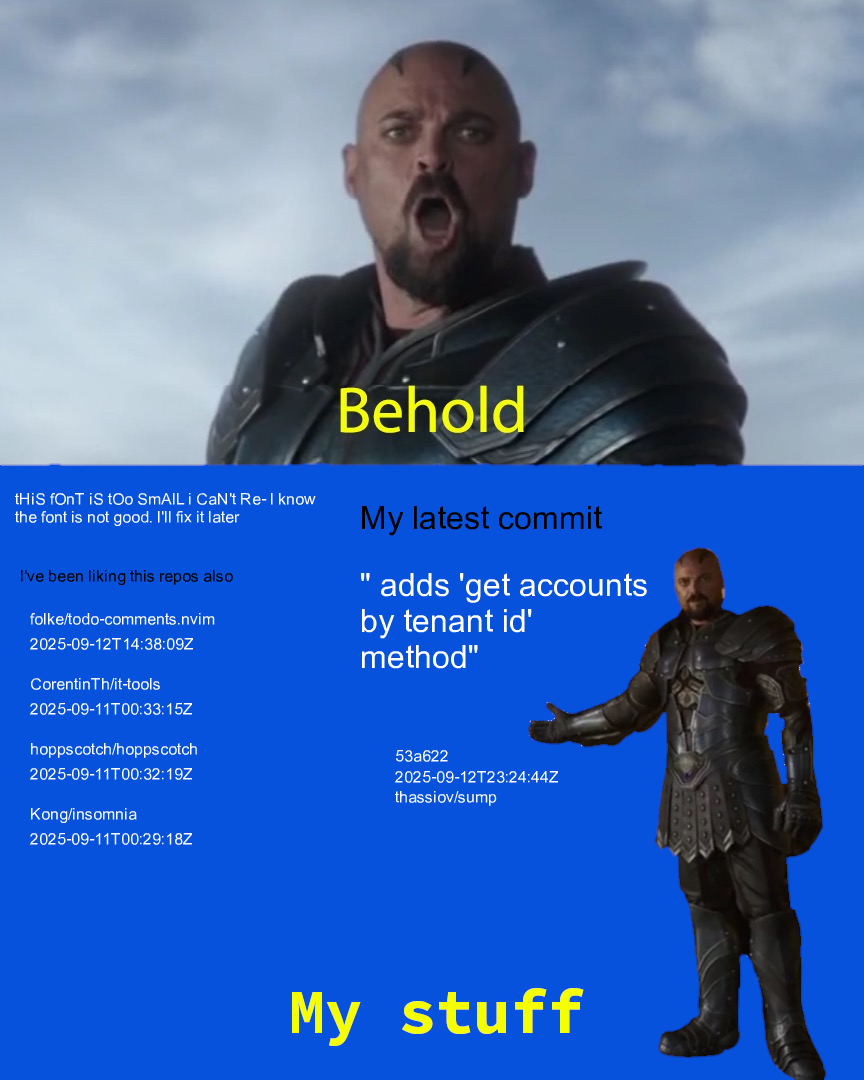 Behold
tHiS fOnT iS tOo SmAlL i CaN't Re- I know
the font is not good. I'll fix it later
I've been liking this repos also
folke/todo-comments.nvim
2025-09-12T14:38:09Z
CorentinTh/it-tools
2025-09-11T00:33:15Z
hoppscotch/hoppscotch
2025-09-11T00:32:19Z
Kong/insomnia
2025-09-11T00:29:18Z
My latest commit
" adds 'get accounts
by tenant id'
method"
53a622
2025-09-12T23:24:44Z
thassiov/sump
My stuff